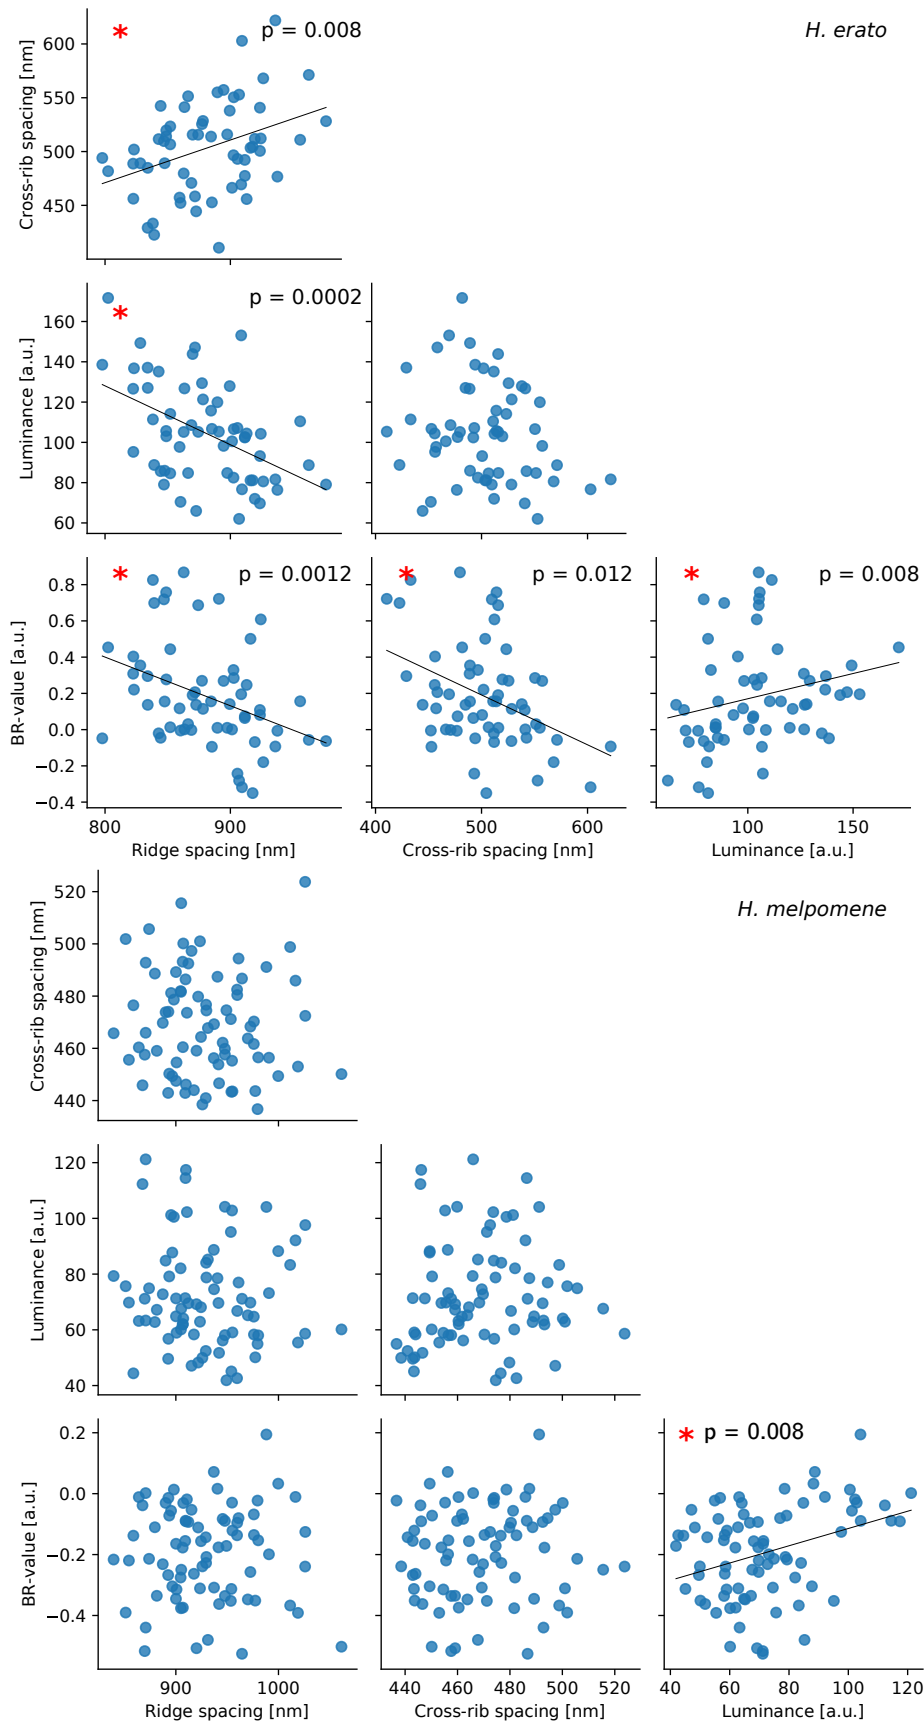 p = 0.008
H. erato
Cross-rib spacing [nm]
600
550
500
450
*
p = 0.0002
Luminance [a.u.]
160
140
120
100
80
60
*
p = 0.0012
p = 0.012
p = 0.008
BR-value [a.u.]
0.8
0.6
0.4
0.2
0.0
−0.2
−0.4
*
*
*
800 900
400 500 600
100 150
Ridge spacing [nm]
Cross-rib spacing [nm]
Luminance [a.u.]
H. melpomene
Cross-rib spacing [nm]
520
500
480
460
440
Luminance [a.u.]
120
100
80
60
40
* p = 0.008
BR-value [a.u.]
0.2
0.0
−0.2
−0.4
900 1000
440 460 480 500 520
40 60 80 100 120
Ridge spacing [nm]
Cross-rib spacing [nm]
Luminance [a.u.]